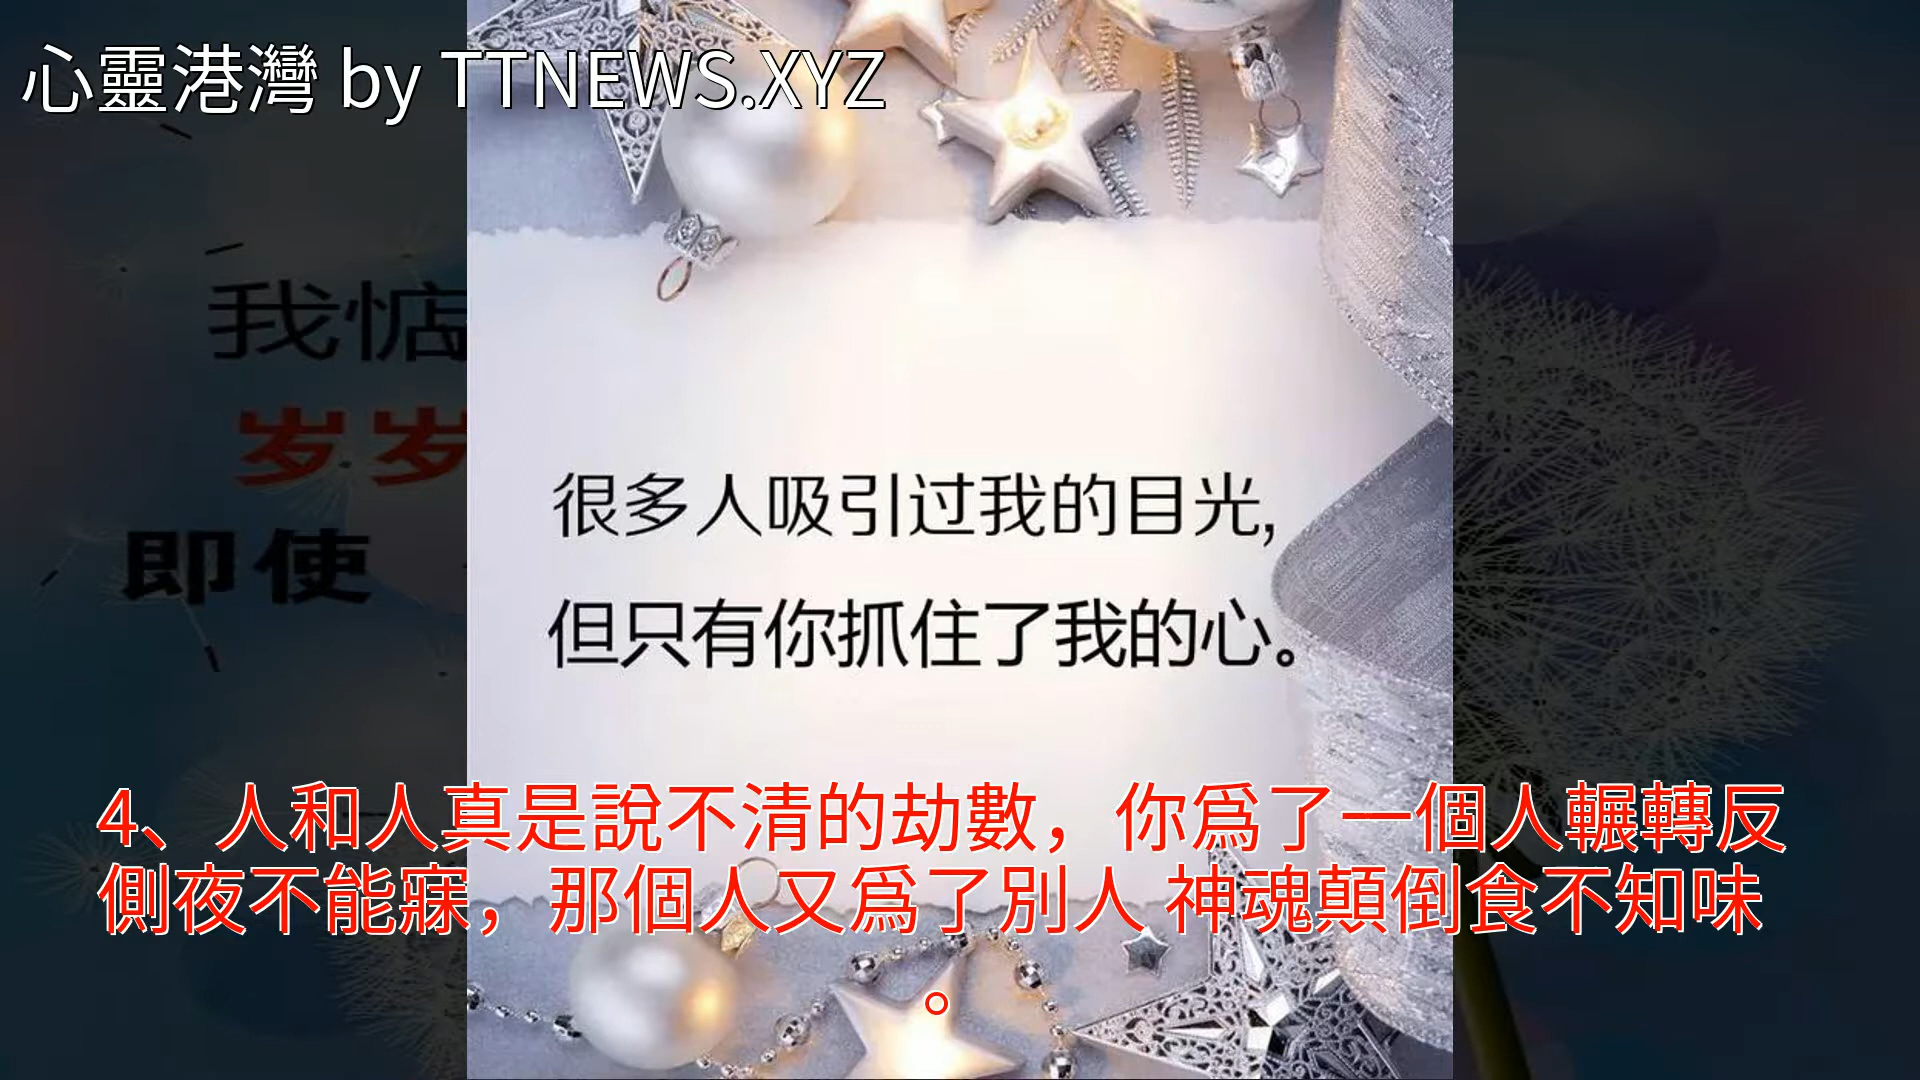 心靈港灣 by TTNEWS.XYZ
我惦
岁岁
即使
很多人吸引过我的目光,
但只有你抓住了我的心。
4、人和人真是說不清的劫數，你爲了一個人輾轉反
側夜不能寐，那個人又爲了別人 神魂顛倒食不知味
。